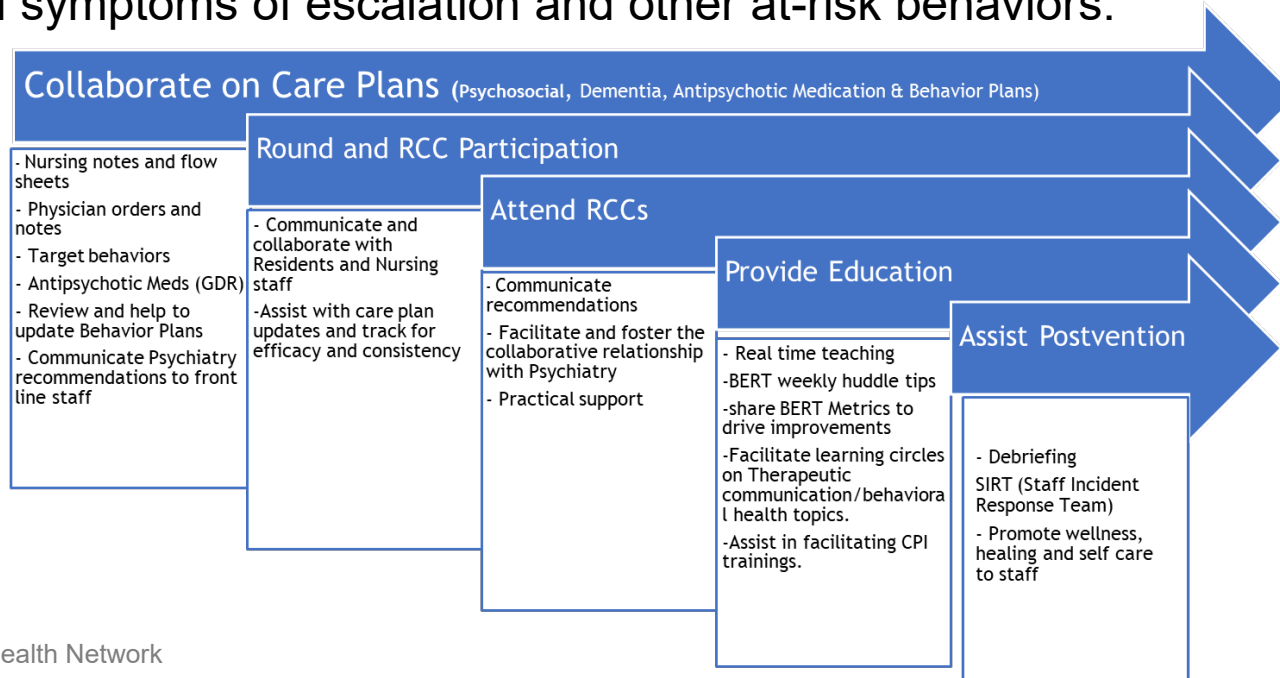 symptoms of escalation and other at-risk behaviors.
Collaborate on Care Plans (Psychosocial, Dementia, Antipsychotic Medication & Behavior Plans)
- Nursing notes and flow
sheets
- Physician orders and
notes
- Target behaviors
- Antipsychotic Meds (GDR)
- Review and help to
update Behavior Plans
- Communicate Psychiatry
recommendations to front
line staff
Round and RCC Participation
- Communicate and
collaborate with
Residents and Nursing
staff
-Assist with care plan
updates and track for
efficacy and consistency
Attend RCCs
- Communicate
recommendations
- Facilitate and foster the
collaborative relationship
with Psychiatry
- Practical support
Provide Education
- Real time teaching
-BERT weekly huddle tips
-share BERT Metrics to
drive improvements
-Facilitate learning circles
on Therapeutic
communication/behaviora
l health topics.
-Assist in facilitating CPI
trainings.
Assist Postvention
- Debriefing
SIRT (Staff Incident
Response Team)
- Promote wellness,
healing and self care
to staff
ealth Network